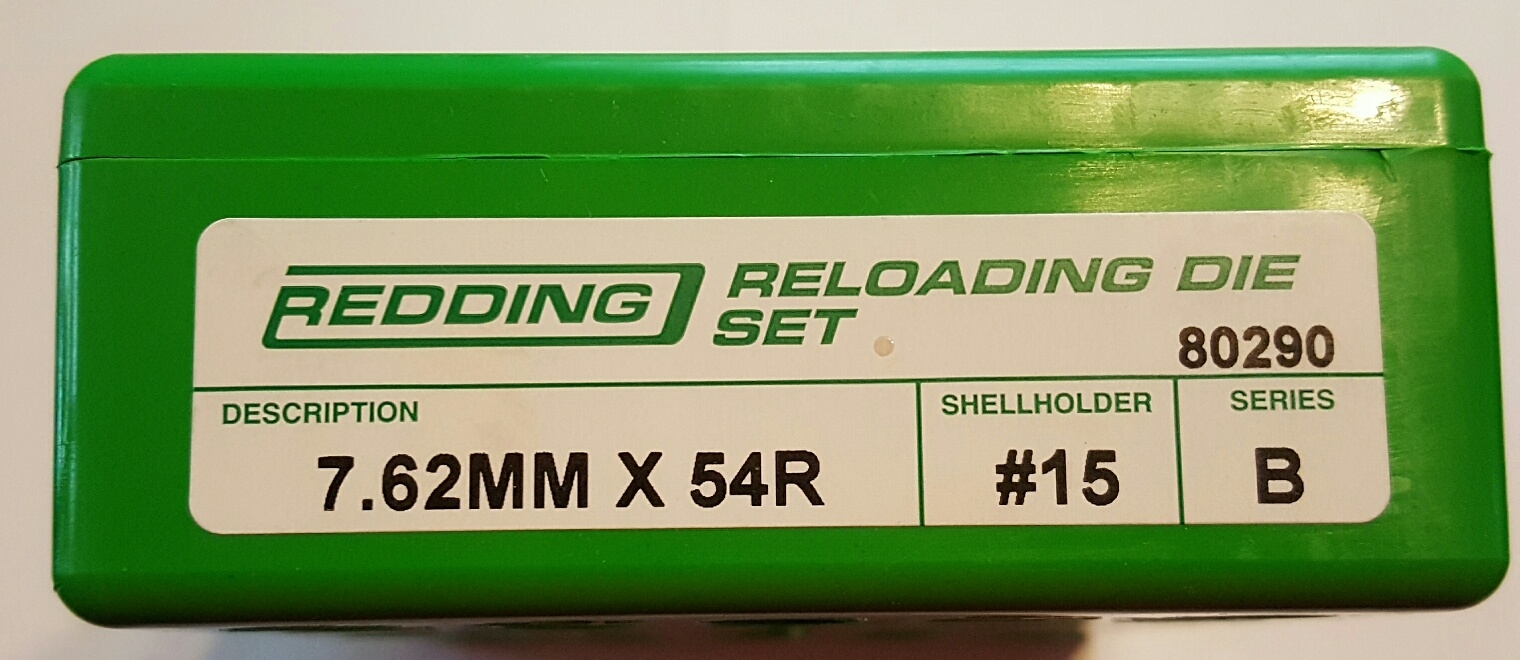 REDDING RELOADING DIE
SET
80290
DESCRIPTION SHELLHOLDER SERIES
7.62MM X 54R #15 B